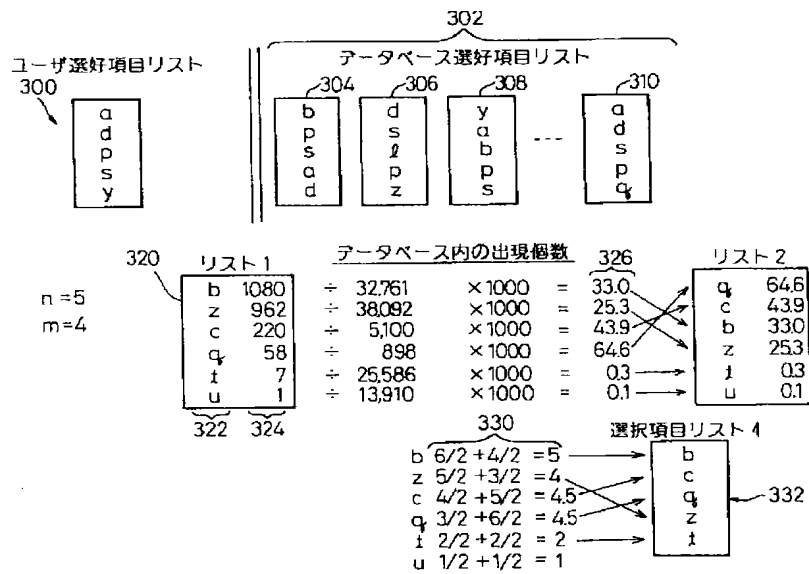 302
ユーザ選好項目リスト
データベース選好項目リスト
300
304
306
308
310
a
d
p
s
y
b
p
s
a
d
d
s
l
p
z
y
a
b
p
s
----
a
d
s
p
q
320
リスト1
データベース内の出現個数
326
リスト2
n=5
m=4
b 1080 ÷ 32,761 ×1000 = 33.0
z 962 ÷ 38,092 ×1000 = 25.3
c 220 ÷ 5,100 ×1000 = 43.9
q 58 ÷ 898 ×1000 = 64.6
t 7 ÷ 25,586 ×1000 = 0.3
u 1 ÷ 13,910 ×1000 = 0.1
q 64.6
c 43.9
b 33.0
z 25.3
t 0.3
u 0.1
322
324
330
選択項目リスト4
b 6/2+4/2=5
z 5/2+3/2=4
c 4/2+5/2=4.5
q 3/2+6/2=4.5
t 2/2+2/2=2
u 1/2+1/2=1
b
c
q
z
t
332